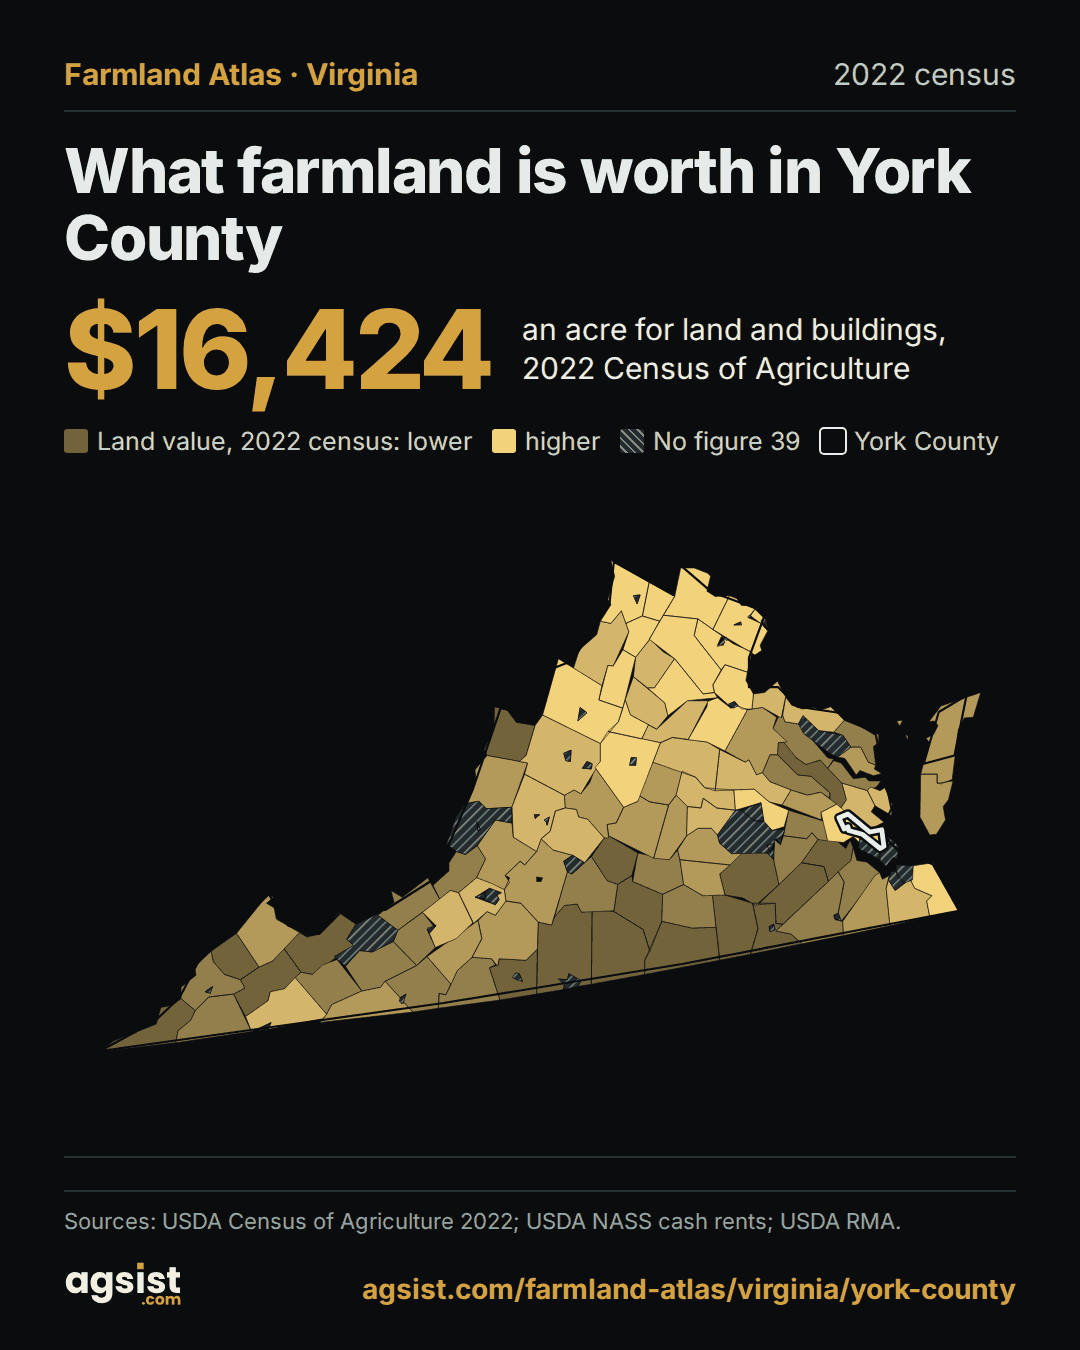 Farmland Atlas · Virginia
2022 census
What farmland is worth in York
County
$16,424
an acre for land and buildings,
2022 Census of Agriculture
Land value, 2022 census: lower
higher
No figure 39
York County
Sources: USDA Census of Agriculture 2022; USDA NASS cash rents; USDA RMA.
agsist
.com
agsist.com/farmland-atlas/virginia/york-county